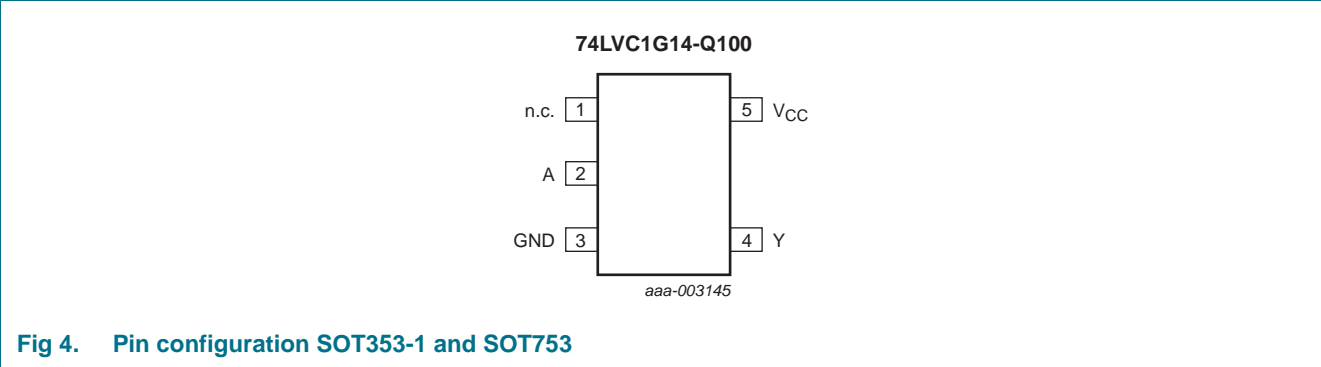 74LVC1G14-Q100
n.c. 1
5 VCC
A 2
GND 3
4 Y
aaa-003145
Fig 4. Pin configuration SOT353-1 and SOT753